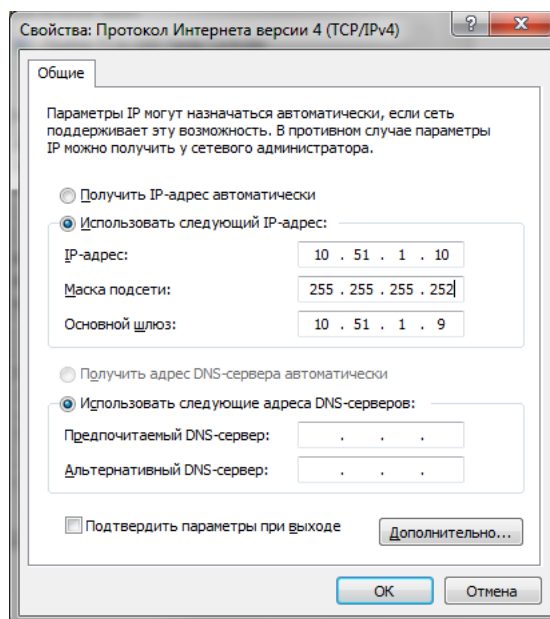 Свойства: Протокол Интернета версии 4 (TCP/IPv4)
?
Общие
Параметры IP могут назначаться автоматически, если сеть
поддерживает эту возможность. В противном случае параметры
IP можно получить у сетевого администратора.
Получить IP-адрес автоматически
Использовать следующий IP-адрес:
IP-адрес: 10 . 51 . 1 . 10
Маска подсети: 255 . 255 . 255 . 252
Основной шлюз: 10 . 51 . 1 . 9
Получить адрес DNS-сервера автоматически
Использовать следующие адреса DNS-серверов:
Предпочитаемый DNS-сервер: . . .
Альтернативный DNS-сервер: . . .
Подтвердить параметры при выходе
Дополнительно...
ОК Отмена